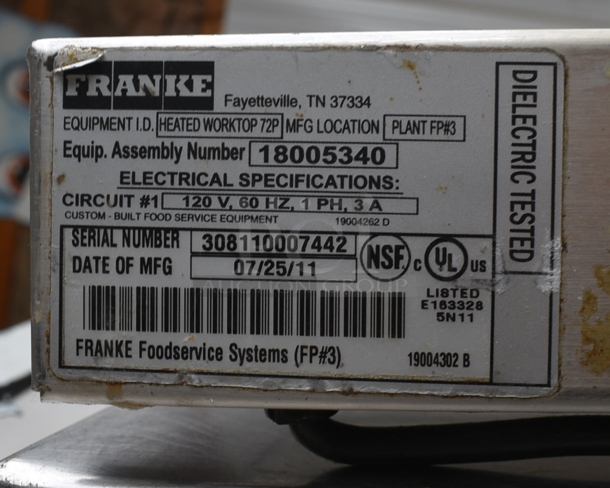 FRANKE
Fayetteville, TN 37334
EQUIPMENT I.D. HEATED WORKTOP 72P MFG LOCATION PLANT FP#3
Equip. Assembly Number 18005340
ELECTRICAL SPECIFICATIONS:
CIRCUIT #1 120 V, 60 HZ, 1 PH, 3 A
CUSTOM - BUILT FOOD SERVICE EQUIPMENT 19004262 D
SERIAL NUMBER 308110007442
DATE OF MFG 07/25/11
NSF. C UL US
LISTED
E163328
5N11
FRANKE Foodservice Systems (FP#3) 19004302 B
DIELECTRIC TESTED
AUCTION GROUP